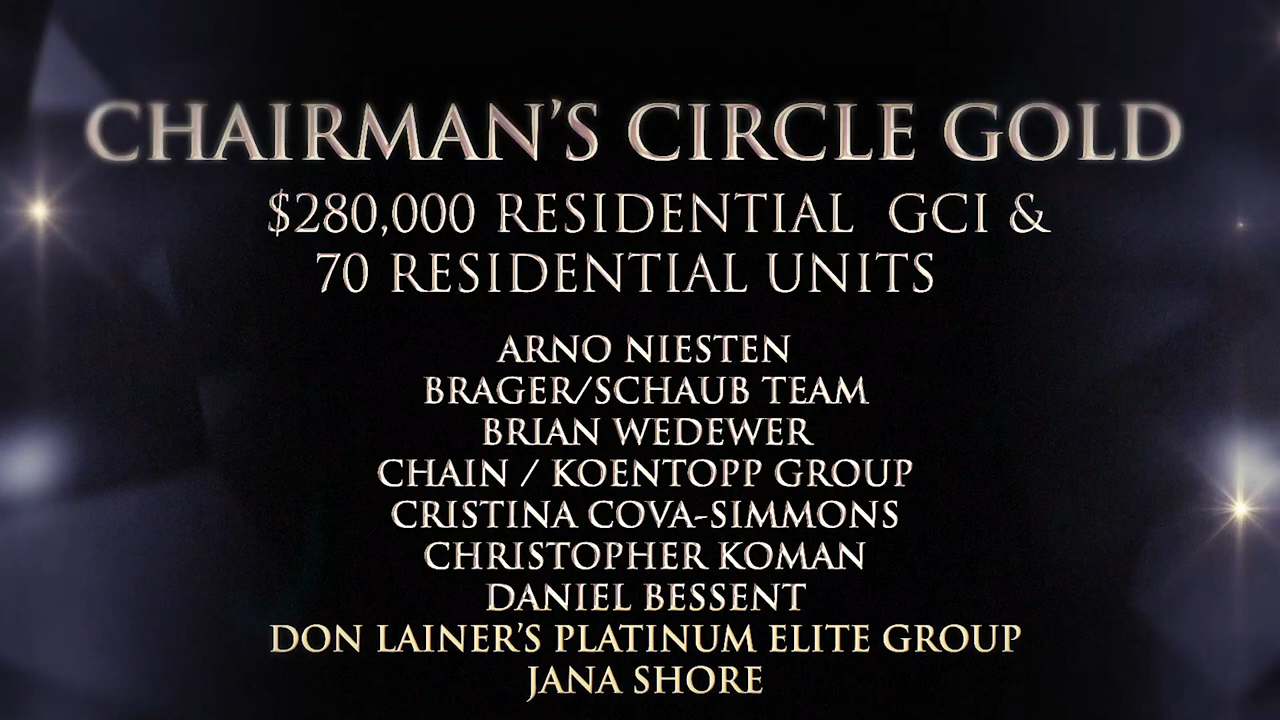 CHAIRMAN'S CIRCLE GOLD
$280,000 RESIDENTIAL GCI &
70 RESIDENTIAL UNITS
ARNO NIESTEN
BRAGER/SCHAUB TEAM
BRIAN WEDEWER
CHAIN / KOENTOPP GROUP
CRISTINA COVA-SIMMONS
CHRISTOPHER KOMAN
DANIEL BESSENT
DON LAINER'S PLATINUM ELITE GROUP
JANA SHORE